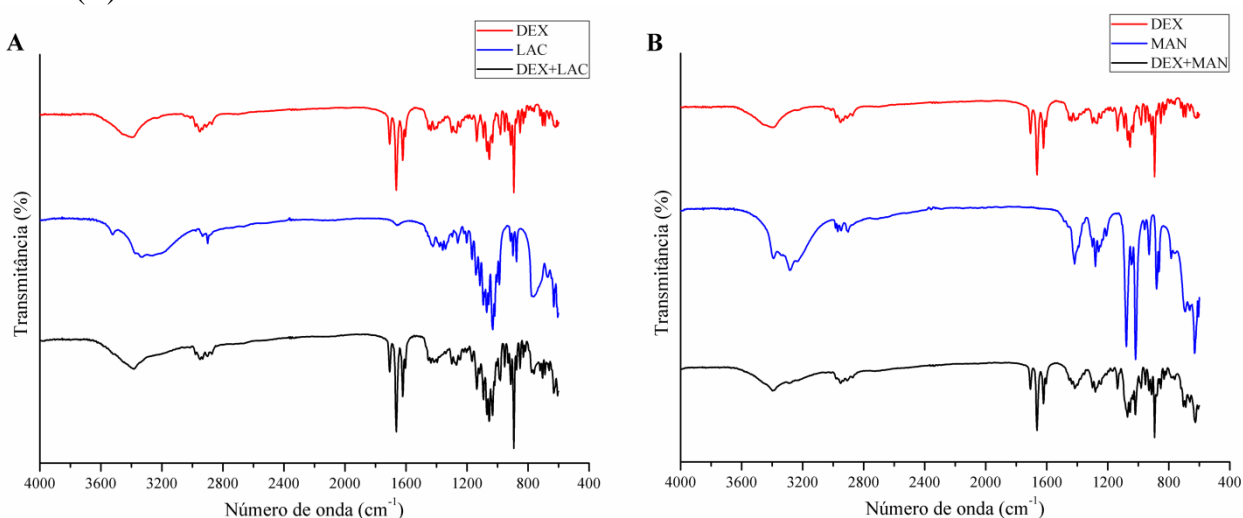 A
DEX
LAC
DEX+LAC
Transmitância (%)
4000 3600 3200 2800 2400 2000 1600 1200 800 400
Número de onda (cm⁻¹)
B
DEX
MAN
DEX+MAN
Transmitância (%)
4000 3600 3200 2800 2400 2000 1600 1200 800 400
Número de onda (cm⁻¹)